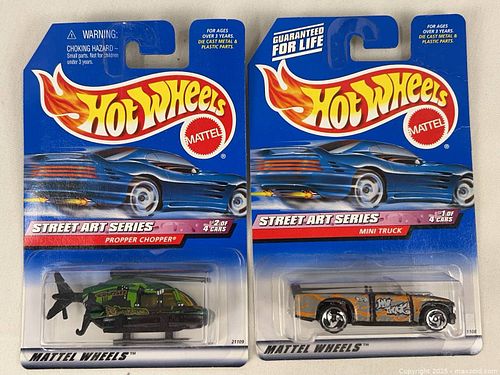 WARNING:
CHOKING HAZARD –
Small parts. Not for children
under 3 years.
FOR AGES
OVER 3 YEARS.
DIE CAST METAL &
PLASTIC PARTS.
HOT WHEELS
MATTEL
®
STREET ART SERIES
#2 of
4 CARS
PROPPER CHOPPER®
21109
MATTEL WHEELS™
GUARANTEED
FOR LIFE
FOR AGES
OVER 3 YEARS.
DIE CAST METAL &
PLASTIC PARTS.
HOT WHEELS
MATTEL
®
STREET ART SERIES
#1 of
4 CARS
MINI TRUCK
MATTEL WHEELS™